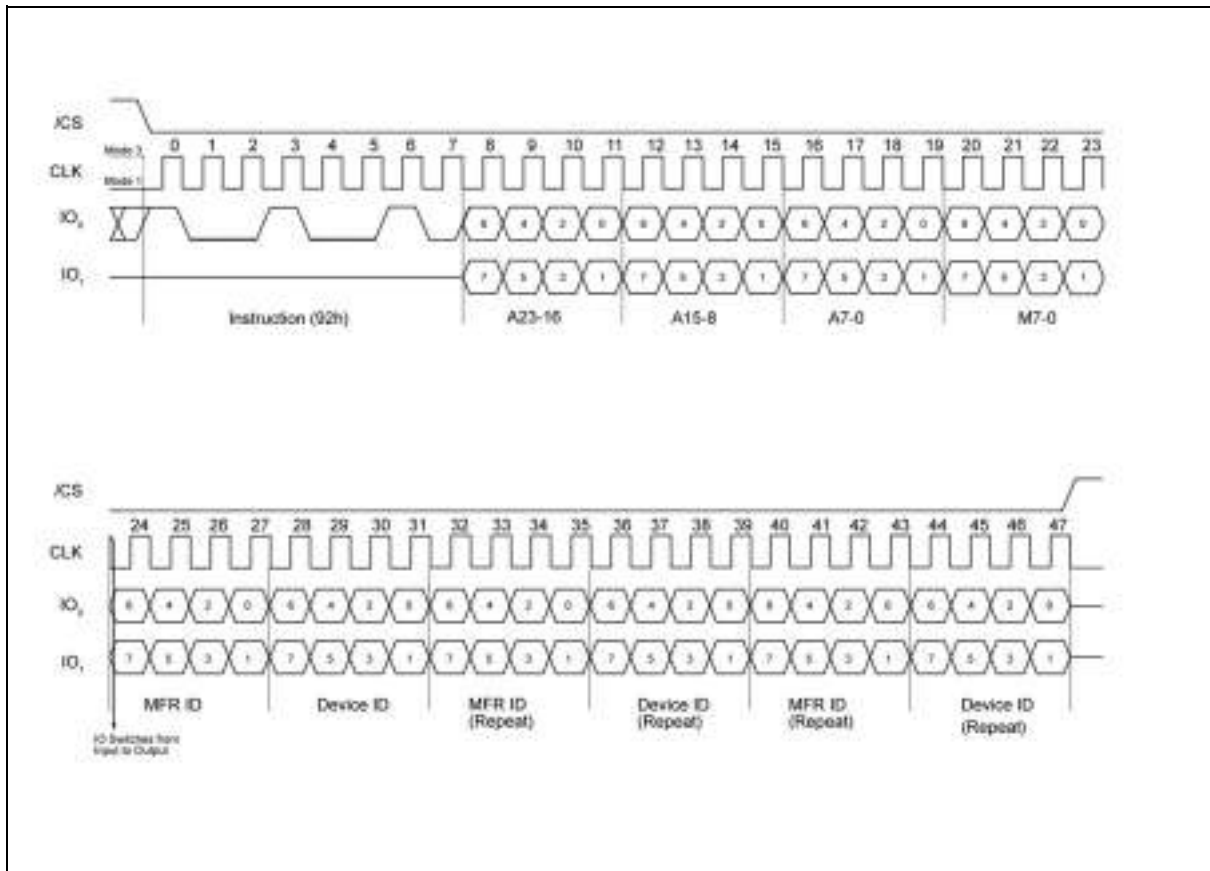 /CS
Mode 3 0 1 2 3 4 5 6 7 8 9 10 11 12 13 14 15 16 17 18 19 20 21 22 23
CLK
Mode
IO0 6 4 2 0 6 4 2 0 6 4 2 0 4 0
IO1 7 5 3 1 7 5 3 1 7 5 3 1 7 5 3 1
Instruction (92h) A23-16 A15-8 A7-0 M7-0
/CS
24 25 26 27 28 29 30 31 32 33 34 35 36 37 38 39 40 41 42 43 44 45 46 47
CLK
IO0 6 4 2 0 6 4 2 0 6 4 2 0 6 4 2 0 6 4 2 0 6 4 2 0
IO1 7 5 3 1 7 5 3 1 7 5 3 1 7 5 3 1 7 5 3 1 7 5 3 1
MFR ID Device ID MFR ID (Repeat) Device ID (Repeat) MFR ID (Repeat) Device ID (Repeat)
IO Switches from
Input to Output